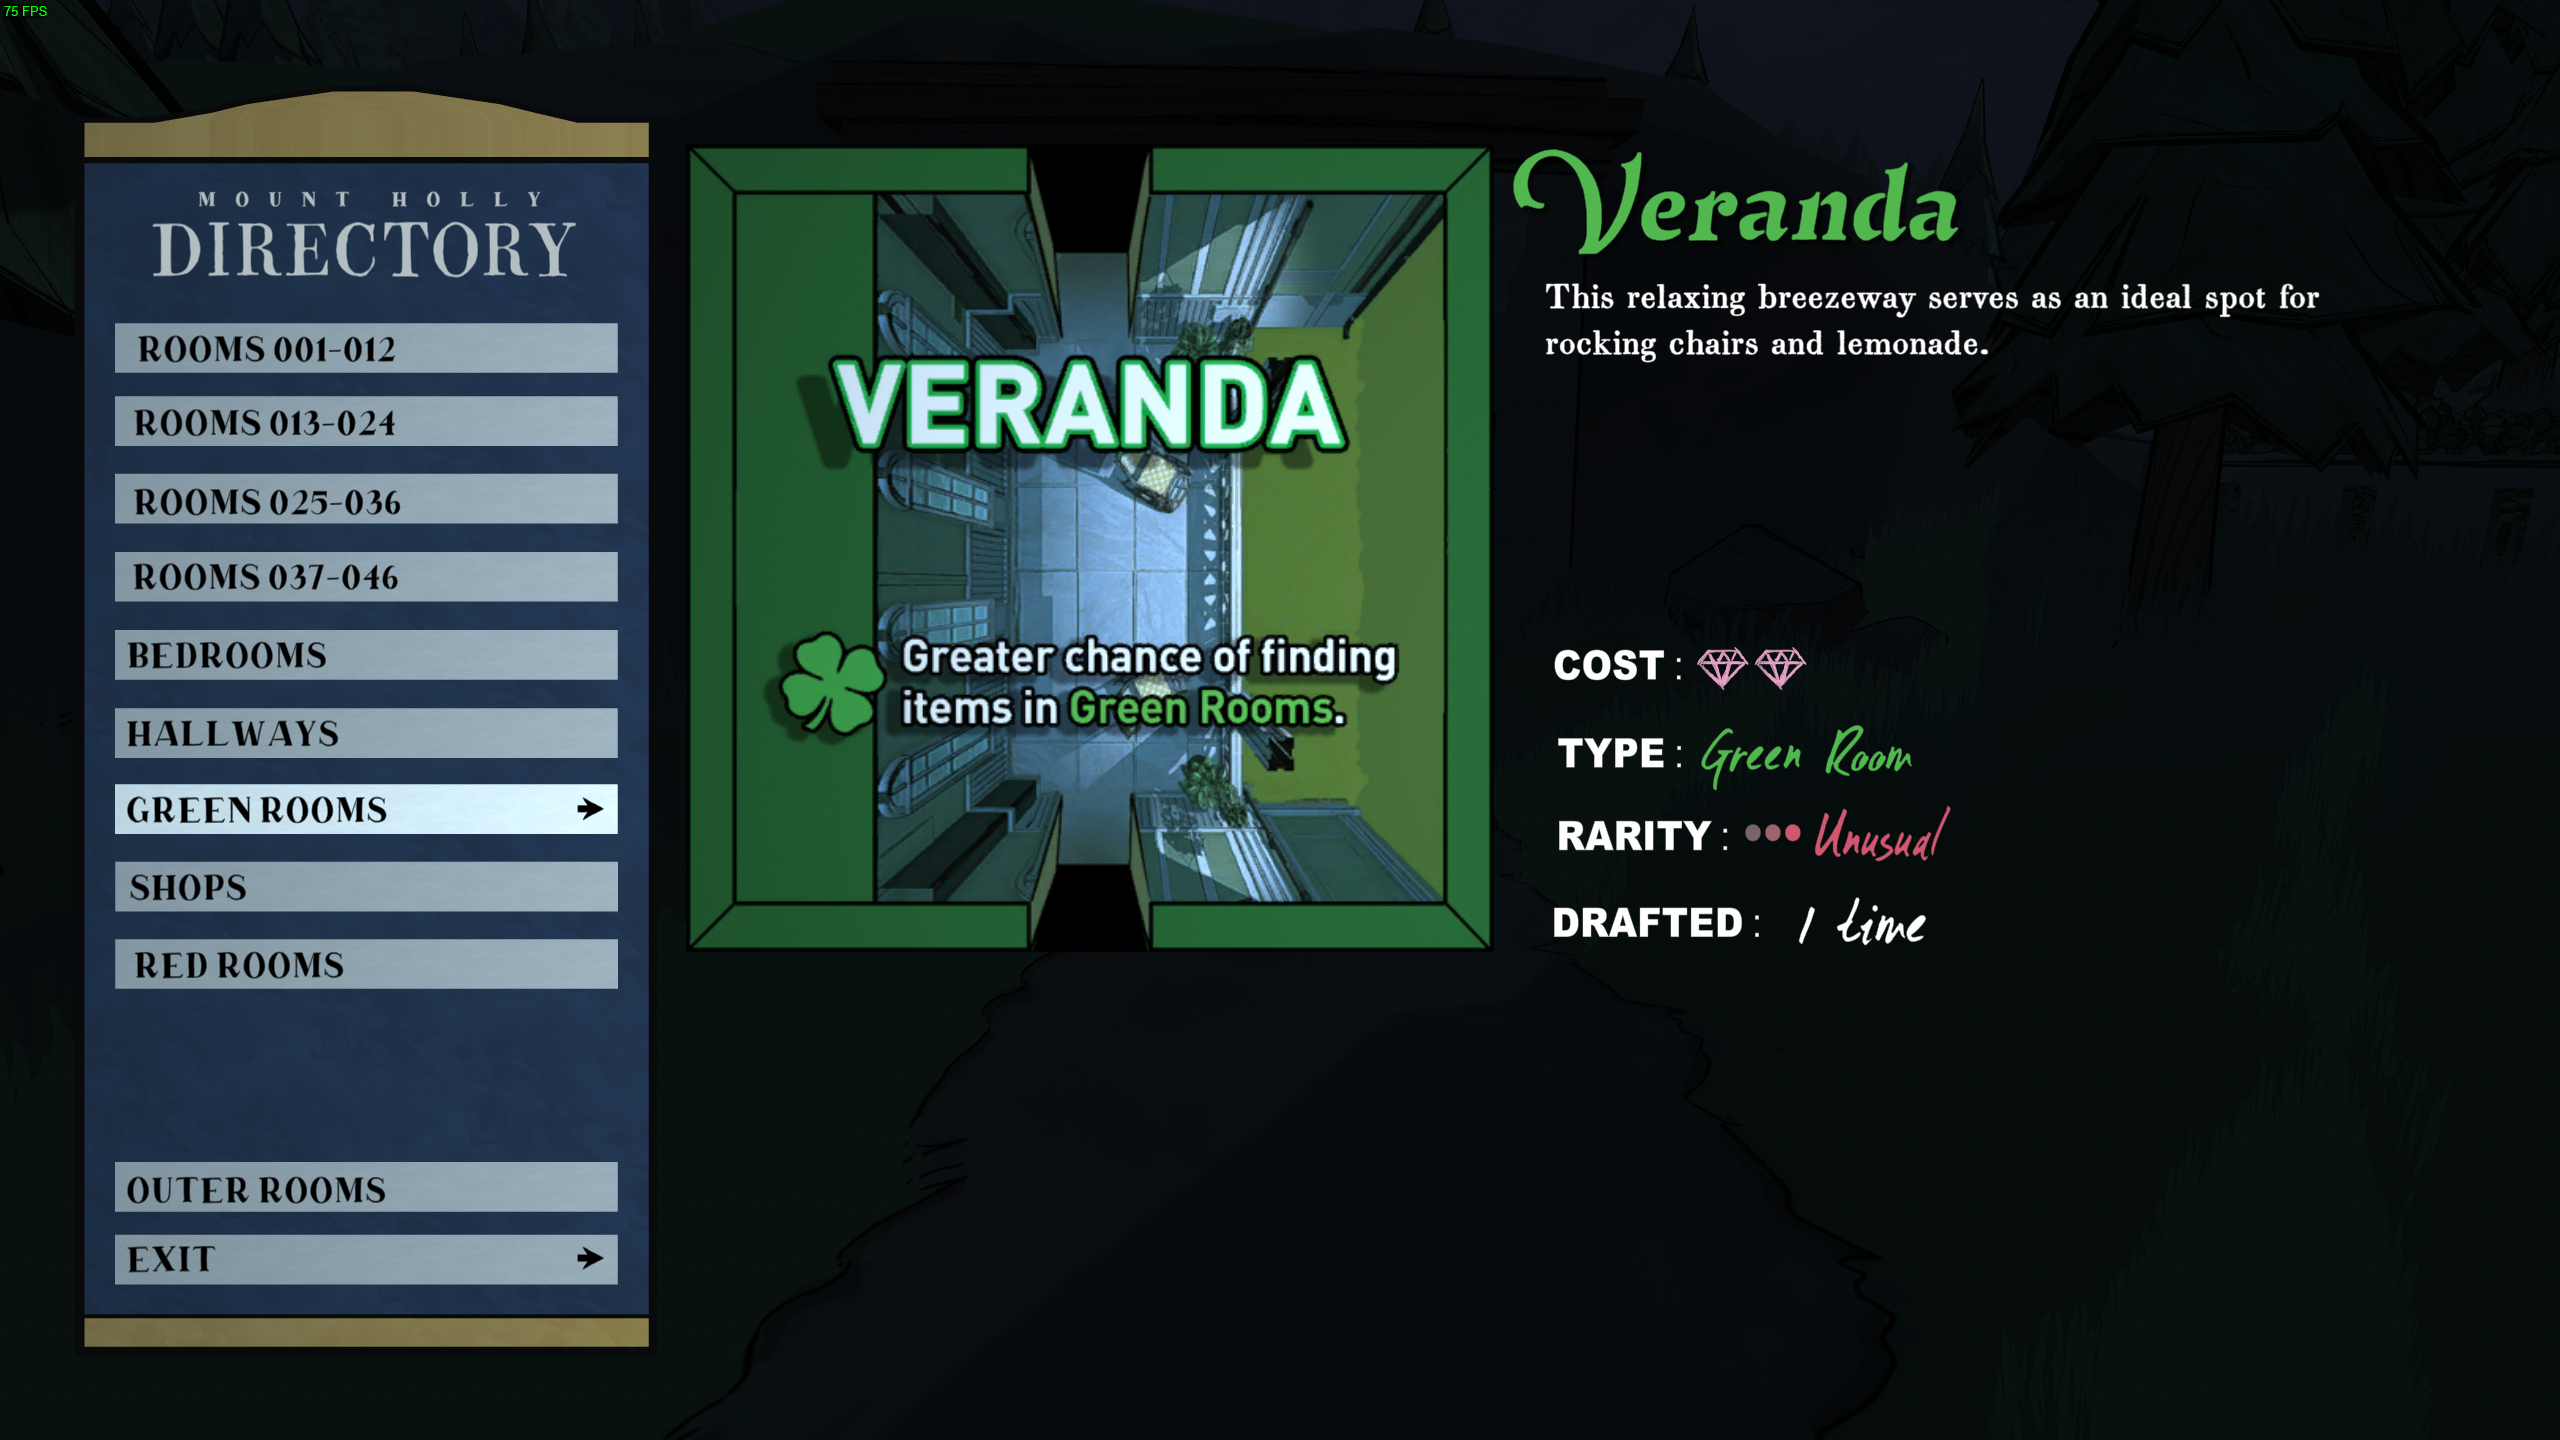 75 FPS
MOUNT HOLLY
DIRECTORY
ROOMS 001-012
ROOMS 013-024
ROOMS 025-036
ROOMS 037-046
BEDROOMS
HALLWAYS
GREEN ROOMS
SHOPS
RED ROOMS
OUTER ROOMS
EXIT
VERANDA
Greater chance of finding
items in Green Rooms.
Veranda
This relaxing breezeway serves as an ideal spot for
rocking chairs and lemonade.
COST :
TYPE : Green Room
RARITY : Unusual
DRAFTED : 1 time